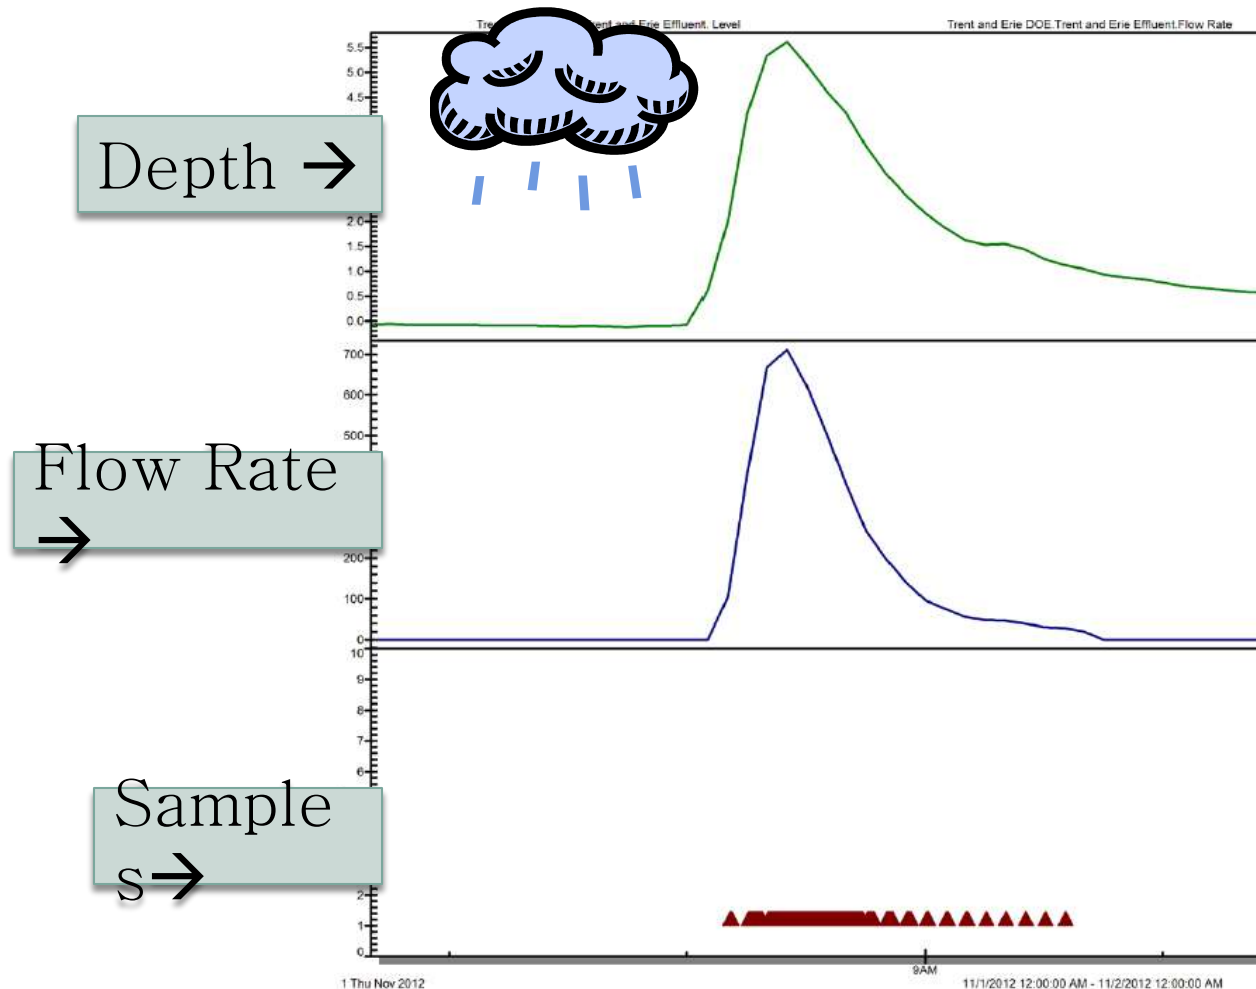 Tre ent and Erie Effluent. Level
Trent and Erie DOE.Trent and Erie Effluent.Flow Rate
5.5
5.0
4.5
Depth →
2.0
1.5
1.0
0.5
0.0
700
600
500
Flow Rate
→
200
100
0
10
9
8
7
6
Sample
s→
2
1
0
9AM
1 Thu Nov 2012
11/1/2012 12:00:00 AM - 11/2/2012 12:00:00 AM